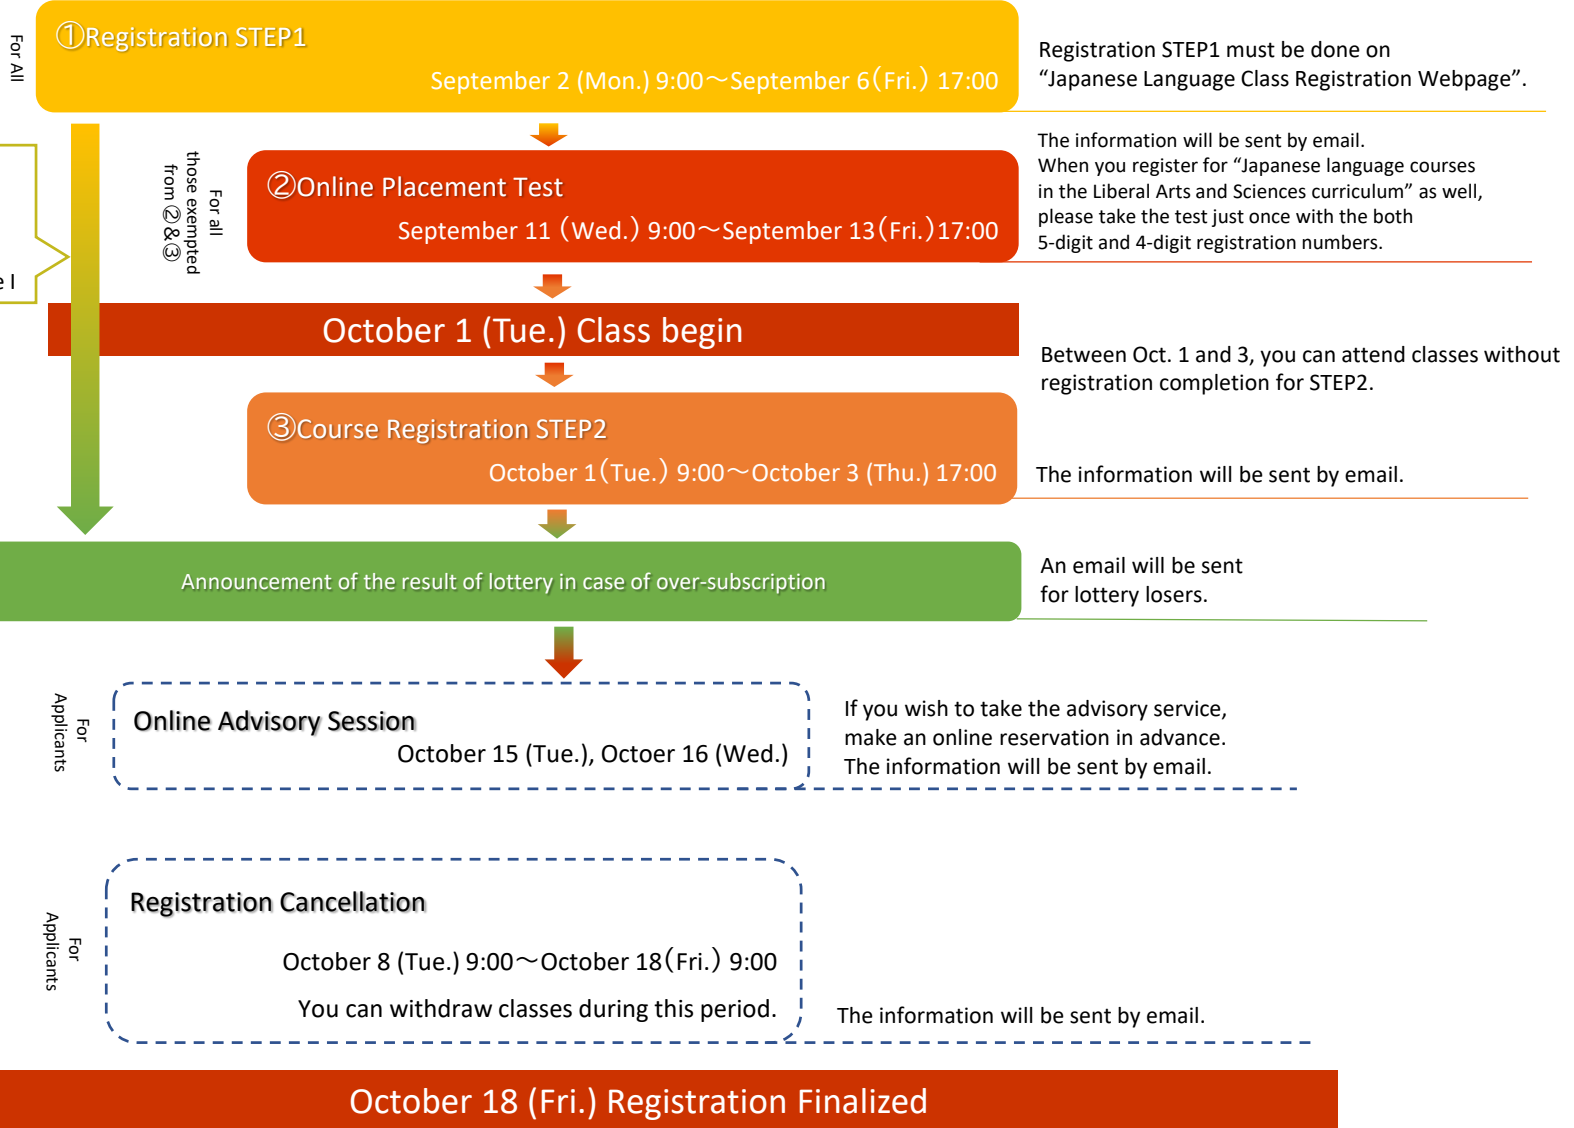 For All
①Registration STEP1
September 2 (Mon.) 9:00～September 6(Fri.) 17:00
Registration STEP1 must be done on
“Japanese Language Class Registration Webpage”.
For all
those exempted
from ②&③
②Online Placement Test
September 11 (Wed.) 9:00～September 13(Fri.)17:00
The information will be sent by email.
When you register for “Japanese language courses
in the Liberal Arts and Sciences curriculum” as well,
please take the test just once with the both
5-digit and 4-digit registration numbers.
e I
October 1 (Tue.) Class begin
Between Oct. 1 and 3, you can attend classes without
registration completion for STEP2.
③Course Registration STEP2
October 1(Tue.) 9:00～October 3 (Thu.) 17:00
The information will be sent by email.
Announcement of the result of lottery in case of over-subscription
An email will be sent
for lottery losers.
For
Applicants
Online Advisory Session
October 15 (Tue.), Octoer 16 (Wed.)
If you wish to take the advisory service,
make an online reservation in advance.
The information will be sent by email.
For
Applicants
Registration Cancellation
October 8 (Tue.) 9:00～October 18(Fri.) 9:00
You can withdraw classes during this period.
The information will be sent by email.
October 18 (Fri.) Registration Finalized